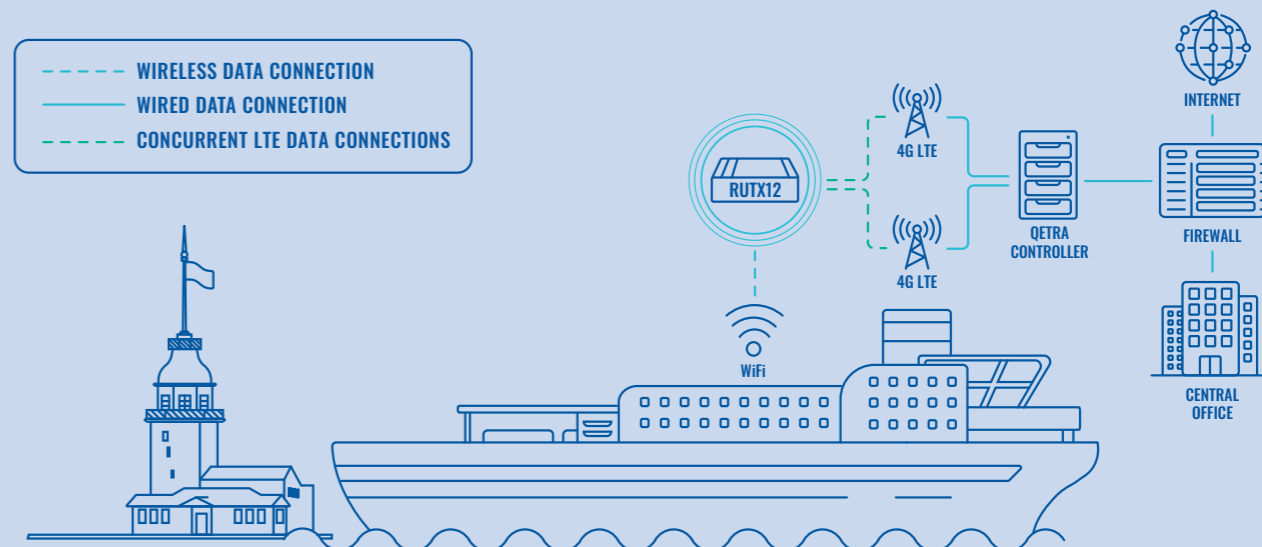 WIRELESS DATA CONNECTION
WIRED DATA CONNECTION
CONCURRENT LTE DATA CONNECTIONS
RUTX12
4G LTE
4G LTE
QETRA
CONTROLLER
INTERNET
FIREWALL
CENTRAL
OFFICE
WiFi